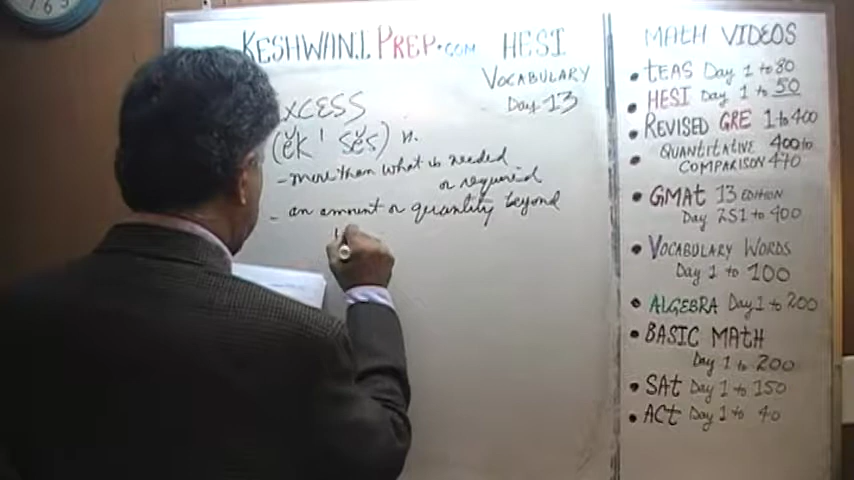 KESHWANI PREP.COM
HESI
VOCABULARY
Day 13
XCESS
(ĕk ' sĕs) n.
- more than what is needed
or required
- an amount or quantity beyond
MATH VIDEOS
• TEAS Day 1 to 80
• HESI Day 1 to 50
• REVISED GRE 1 to 400
• QUANTITATIVE 400 to
COMPARISON 470
• GMAT 13 EDITION
Day 251 to 400
• VOCABULARY WORDS
Day 1 to 100
• ALGEBRA Day 1 to 200
• BASIC MATH
Day 1 to 200
• SAT Day 1 to 150
• ACT Day 1 to 40